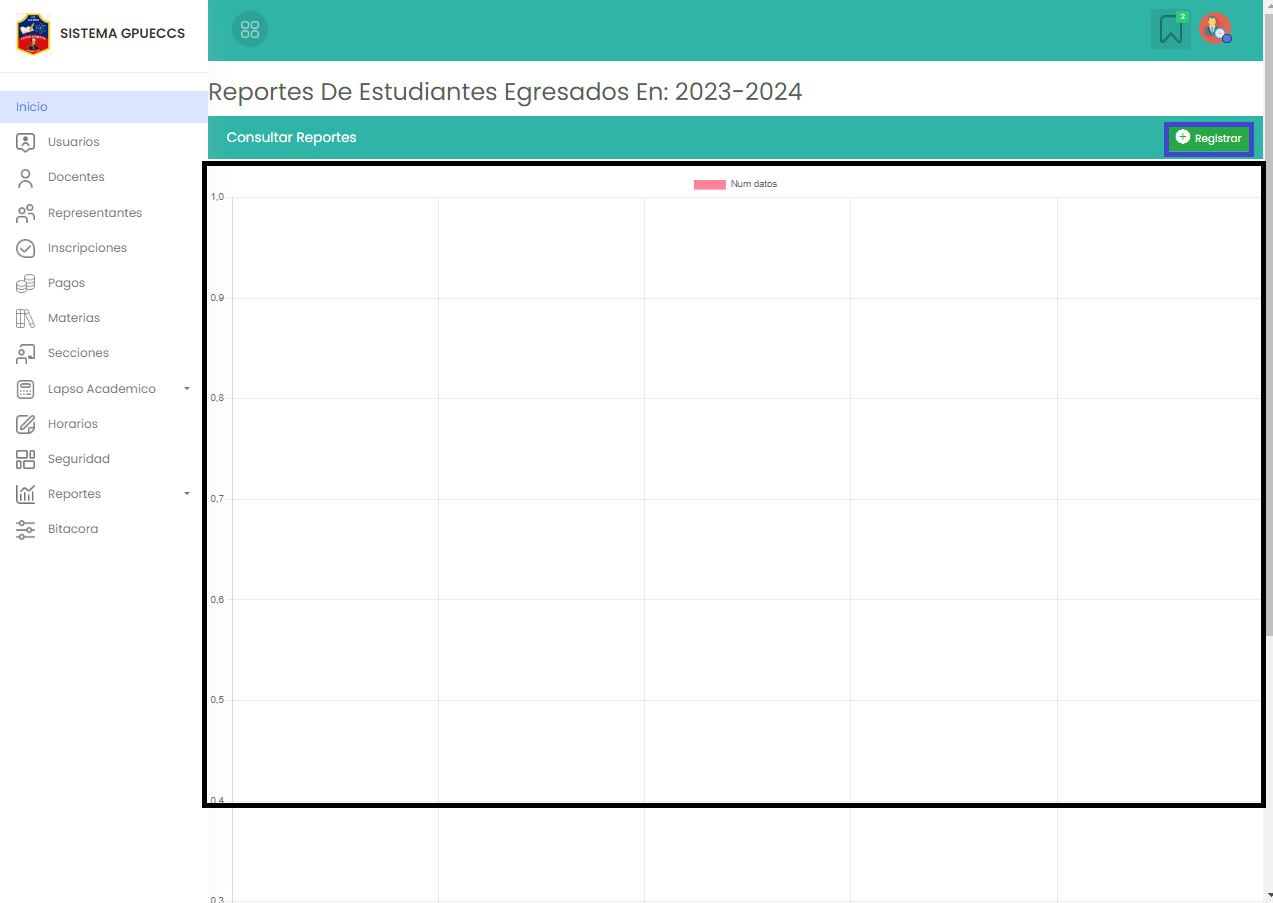 SISTEMA GPUECCS
2
Inicio
Usuarios
Docentes
Representantes
Inscripciones
Pagos
Materias
Secciones
Lapso Academico
Horarios
Seguridad
Reportes
Bitacora
Reportes De Estudiantes Egresados En: 2023-2024
Consultar Reportes
Registrar
Num datos
1,0
0,9
0,8
0,7
0,6
0,5
0,4
0,3